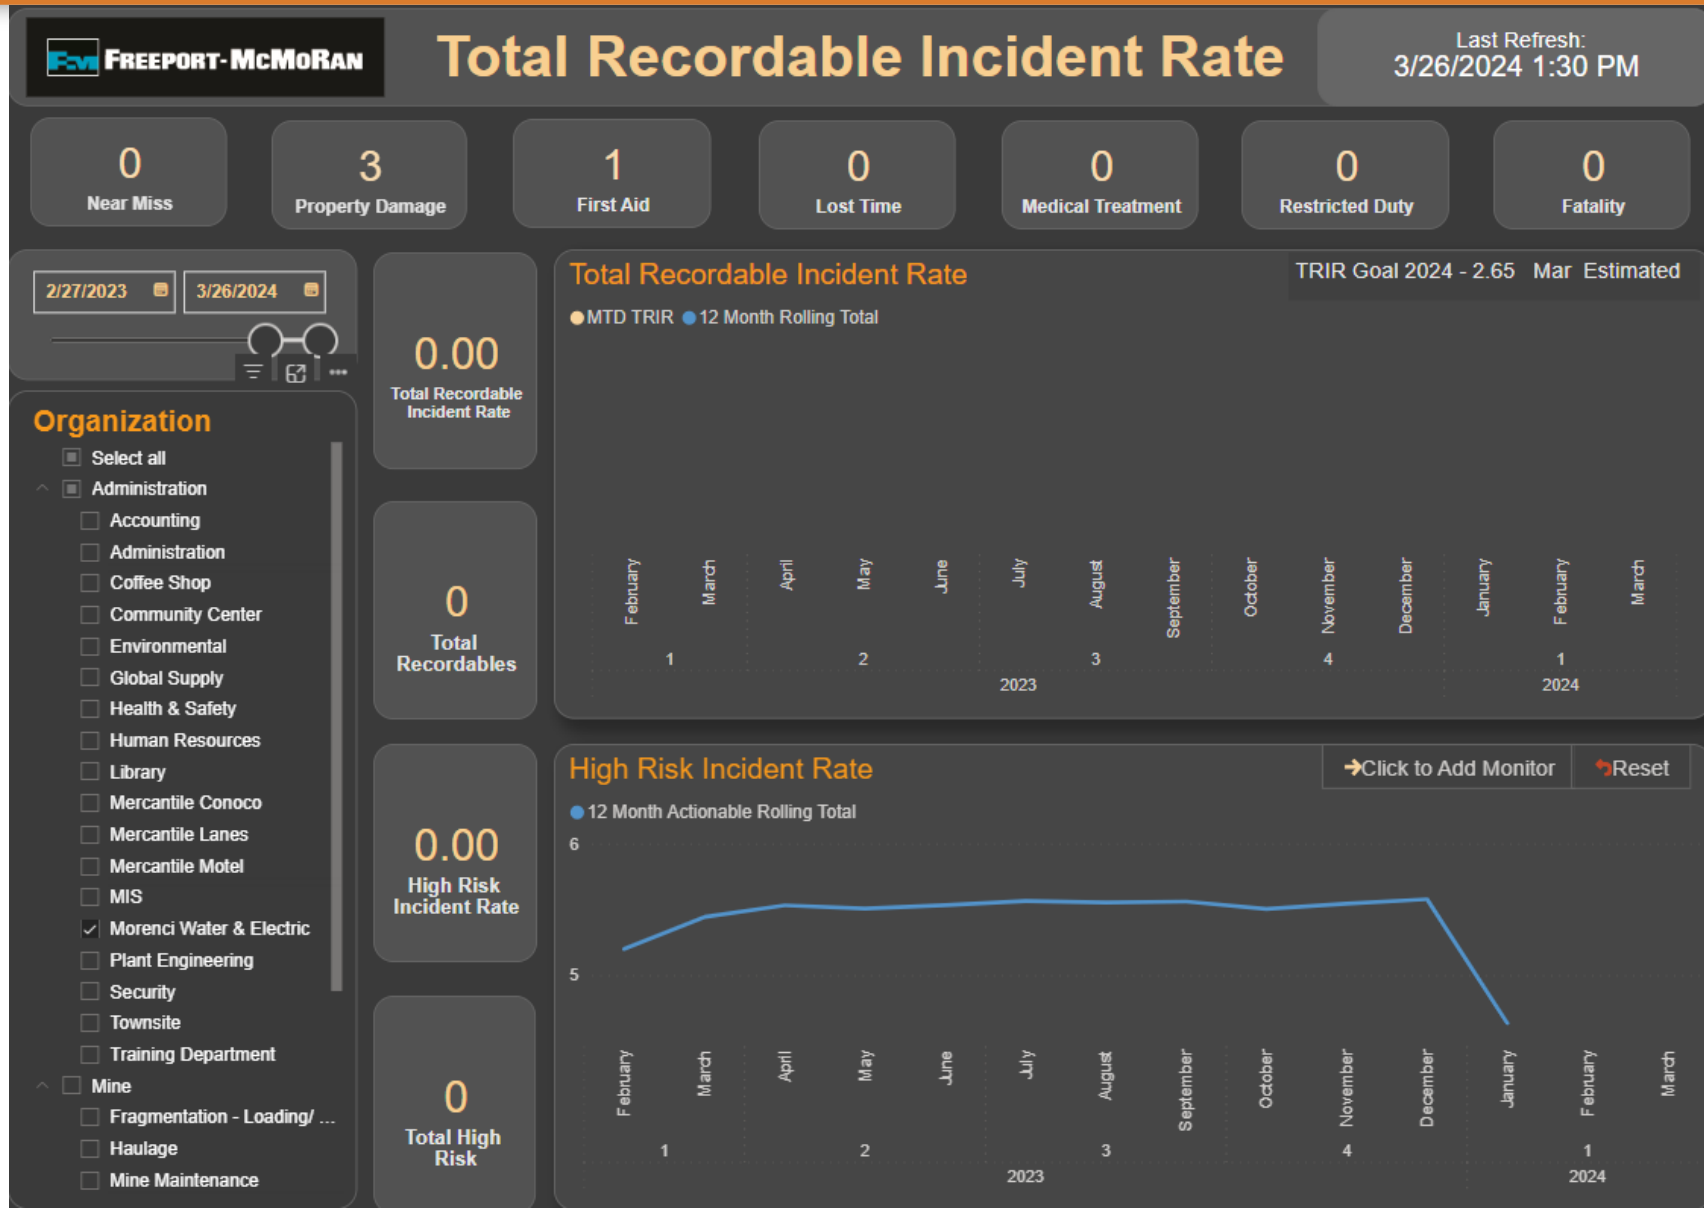 FCX FREEPORT-MCMORAN
Total Recordable Incident Rate
Last Refresh:
3/26/2024 1:30 PM
0
Near Miss
3
Property Damage
1
First Aid
0
Lost Time
0
Medical Treatment
0
Restricted Duty
0
Fatality
2/27/2023
3/26/2024
Organization
Select all
Administration
Accounting
Administration
Coffee Shop
Community Center
Environmental
Global Supply
Health & Safety
Human Resources
Library
Mercantile Conoco
Mercantile Lanes
Mercantile Motel
MIS
Morenci Water & Electric
Plant Engineering
Security
Townsite
Training Department
Mine
Fragmentation - Loading/ ...
Haulage
Mine Maintenance
0.00
Total Recordable
Incident Rate
0
Total
Recordables
0.00
High Risk
Incident Rate
0
Total High
Risk
Total Recordable Incident Rate
TRIR Goal 2024 - 2.65 Mar Estimated
MTD TRIR 12 Month Rolling Total
February March April May June July August September October November December January February March
1 2 3 4 1
2023 2024
High Risk Incident Rate
Click to Add Monitor Reset
12 Month Actionable Rolling Total
6
5
February March April May June July August September October November December January February March
1 2 3 4 1
2023 2024